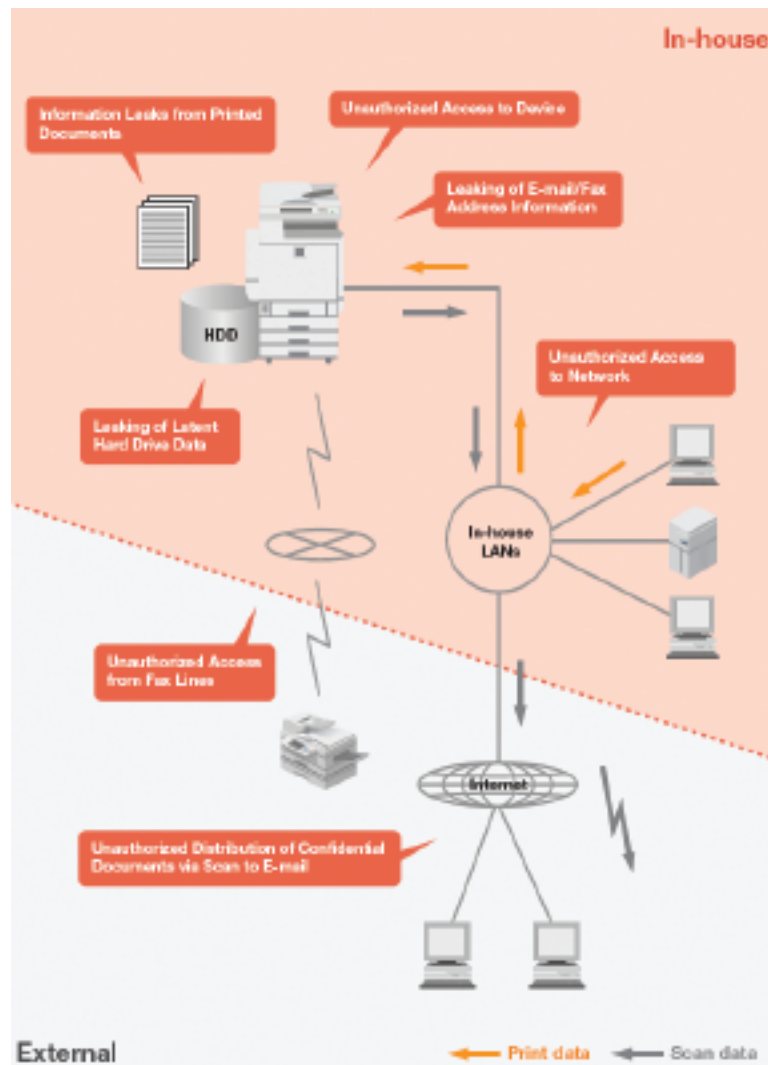 In-house
Information Leaks from Printed
Documents
Unauthorized Access to Device
Leaking of E-mail/Fax
Address Information
HDD
Unauthorized Access
to Network
Leaking of Latent
Hard Drive Data
In-house
LANs
Unauthorized Access
from Fax Lines
Internet
Unauthorized Distribution of Confidential
Documents via Scan to E-mail
External
Print data
Scan data